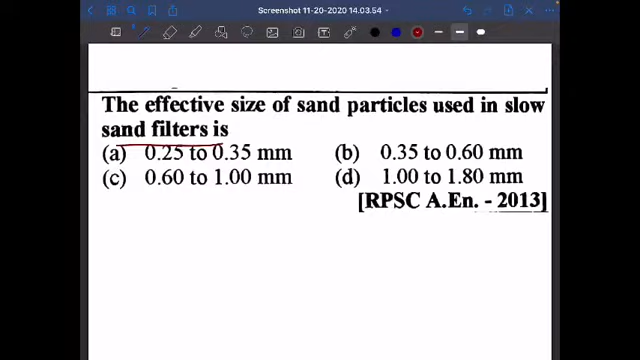 Screenshot 11-20-2020 14.03.54
The effective size of sand particles used in slow
sand filters is
(a) 0.25 to 0.35 mm (b) 0.35 to 0.60 mm
(c) 0.60 to 1.00 mm (d) 1.00 to 1.80 mm
[RPSC A.En. - 2013]